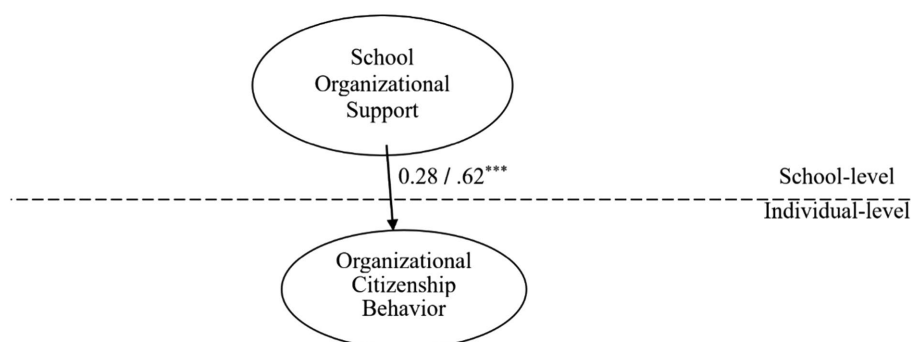 School
Organizational
Support
0.28 / .62***
School-level
Individual-level
Organizational
Citizenship
Behavior